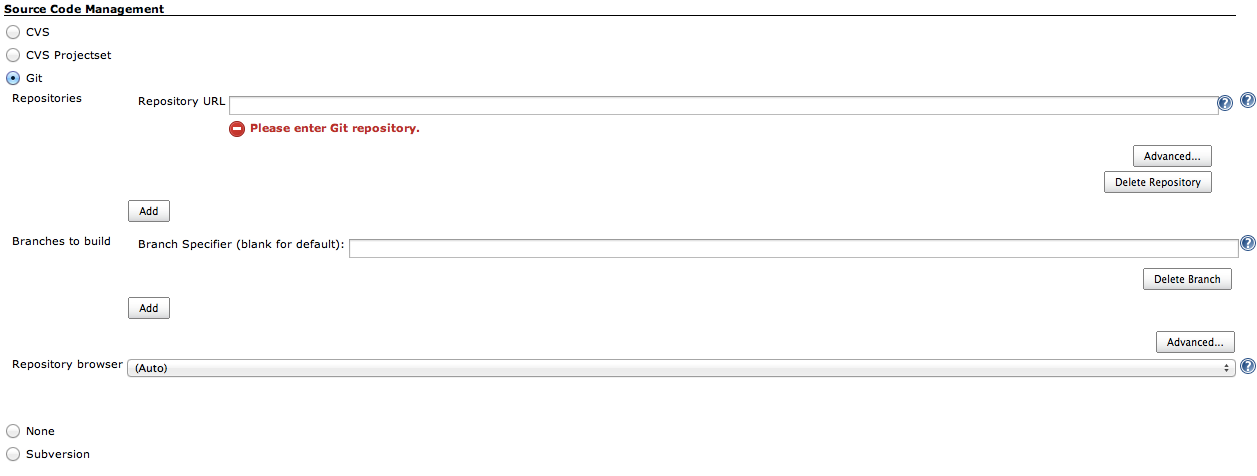 Source Code Management
CVS
CVS Projectset
Git
Repositories
Repository URL
?
?
Please enter Git repository.
Advanced...
Delete Repository
Add
Branches to build
Branch Specifier (blank for default):
?
Delete Branch
Add
Advanced...
Repository browser
(Auto)
?
None
Subversion